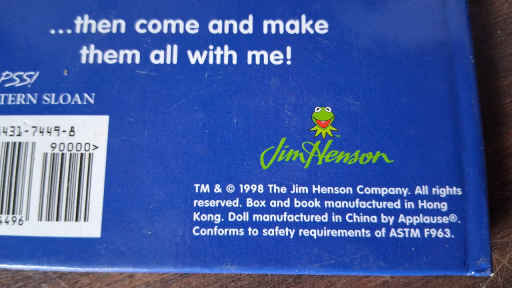 ...then come and make
them all with me!
PSS!
TERN SLOAN
431-7449-8
90000>
4496
Jim Henson
TM & © 1998 The Jim Henson Company. All rights
reserved. Box and book manufactured in Hong
Kong. Doll manufactured in China by Applause®.
Conforms to safety requirements of ASTM F963.